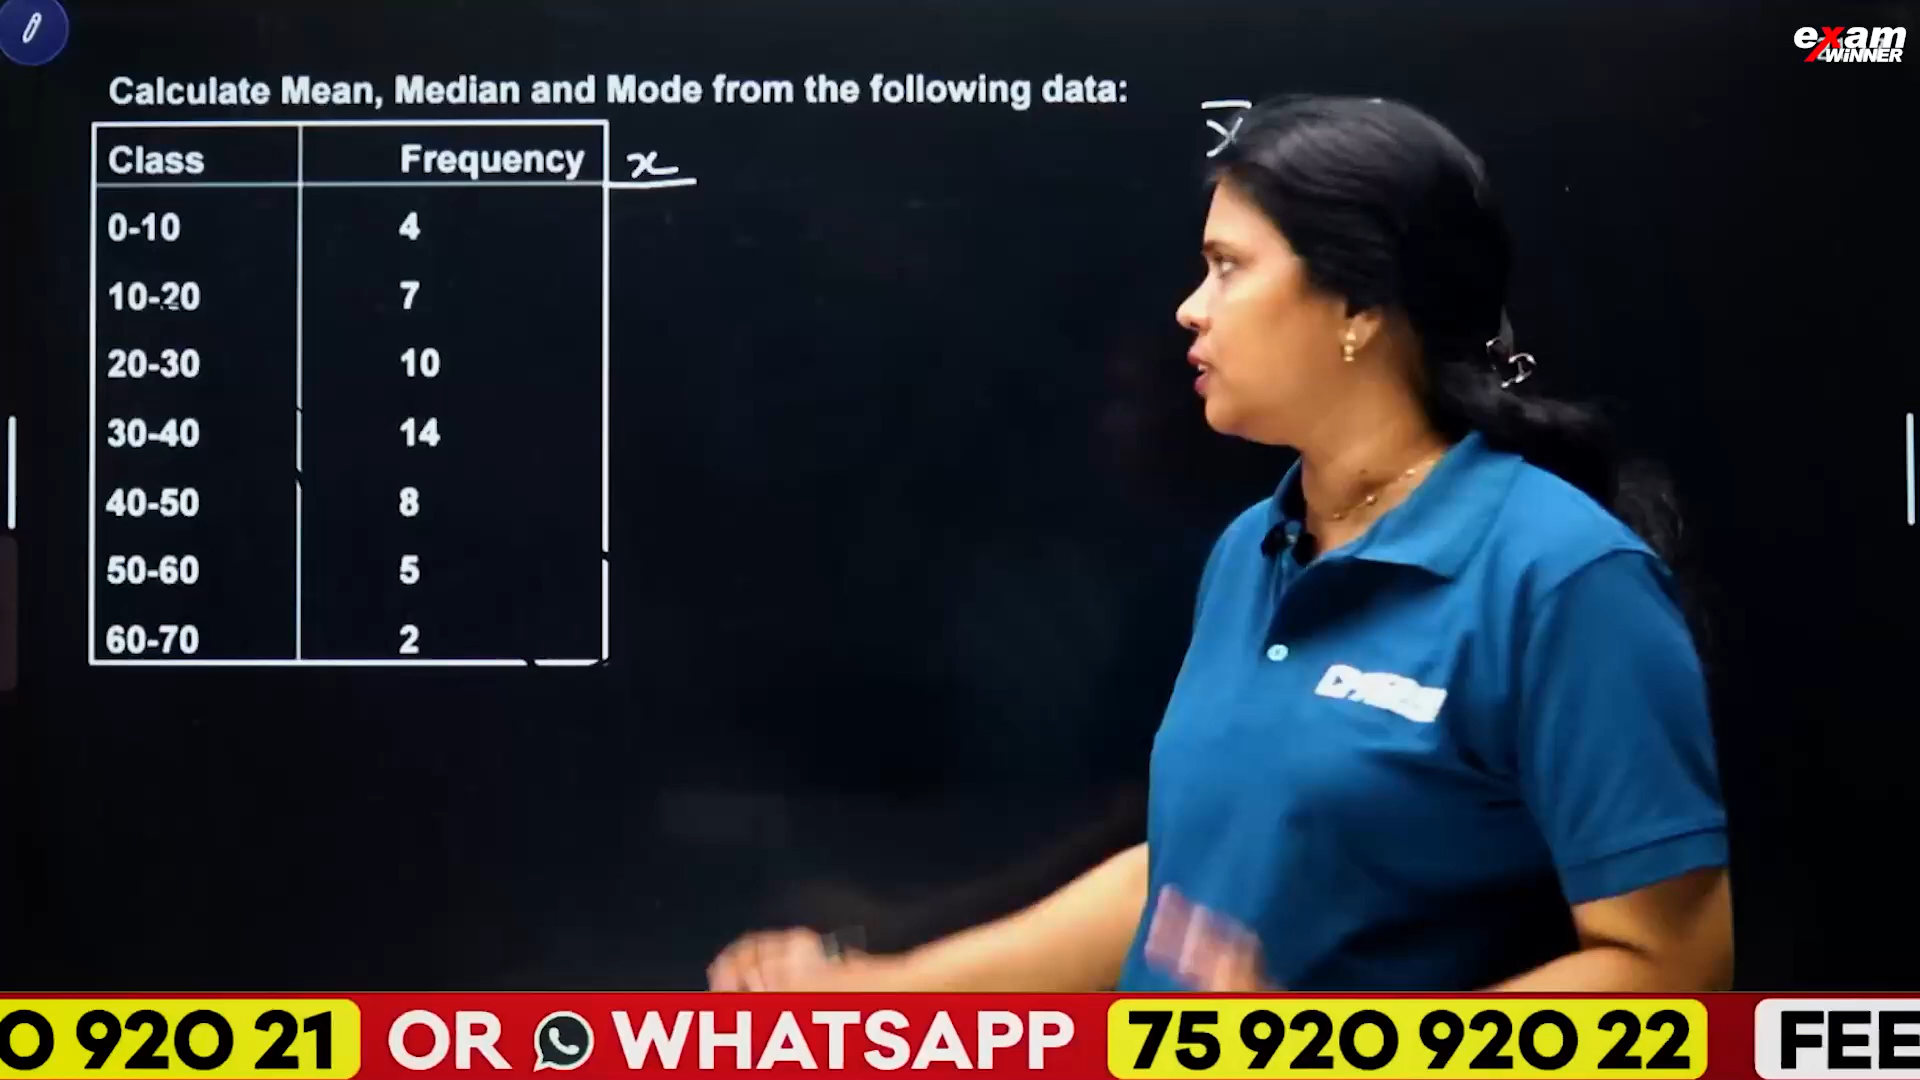 exam
WINNER
Calculate Mean, Median and Mode from the following data:
x̄
Class Frequency x
0-10 4
10-20 7
20-30 10
30-40 14
40-50 8
50-60 5
60-70 2
0 920 21 OR WHATSAPP 75 920 920 22 FEE